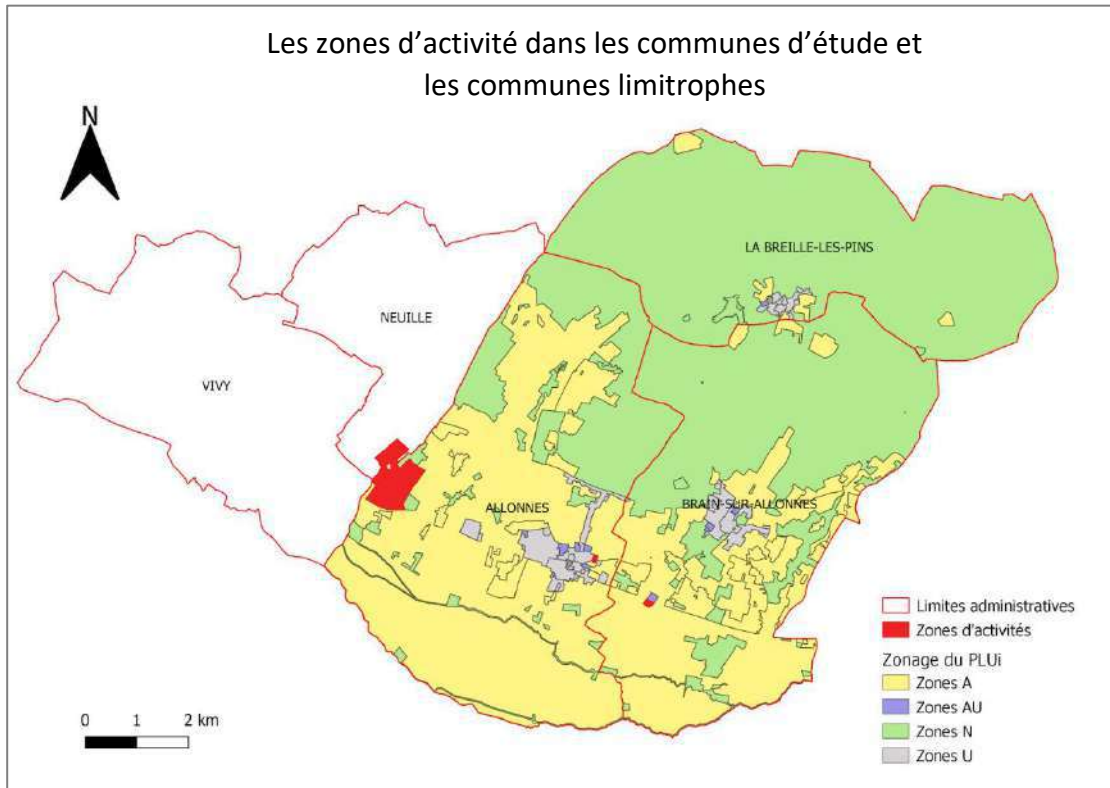 Les zones d’activité dans les communes d’étude et
les communes limitrophes
N
LA BREILLE-LES-PINS
NEUILLE
VIVY
ALLONNES
BRAIN-SUR-ALLONNES
Limites administratives
Zones d'activités
Zonage du PLUi
Zones A
Zones AU
Zones N
Zones U
0 1 2 km